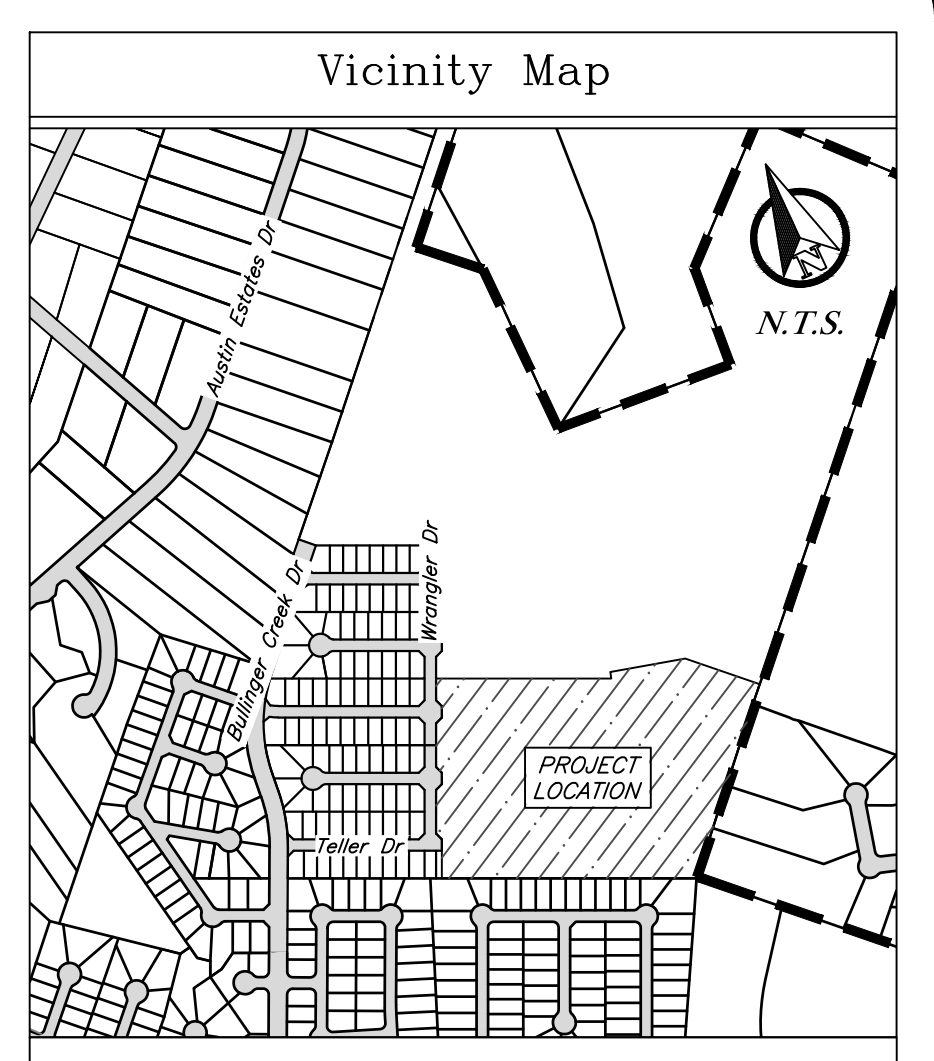 Vicinity Map
N
N.T.S.
Austin Estates Dr
Wrangler Dr
Bullinger Creek Dr
PROJECT
LOCATION
Teller Dr